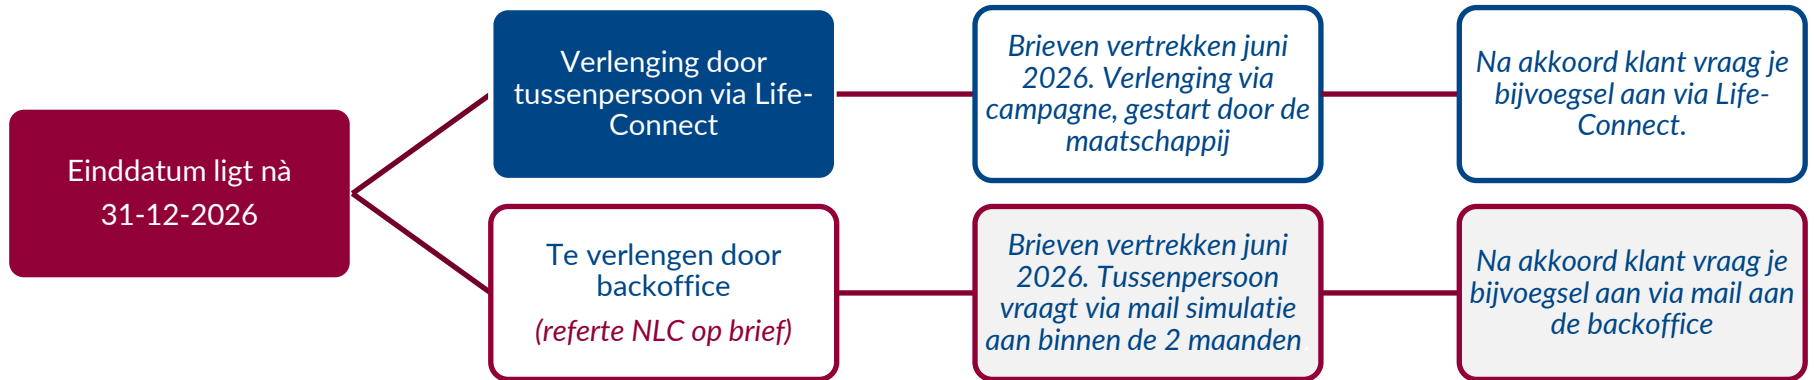 Einddatum ligt nà
31-12-2026
Verlenging door
tussenpersoon via Life-
Connect
Brieven vertrekken juni
2026. Verlenging via
campagne, gestart door de
maatschappij
Na akkoord klant vraag je
bijvoegsel aan via Life-
Connect.
Te verlengen door
backoffice
(referte NLC op brief)
Brieven vertrekken juni
2026. Tussenpersoon
vraagt via mail simulatie
aan binnen de 2 maanden.
Na akkoord klant vraag je
bijvoegsel aan via mail aan
de backoffice